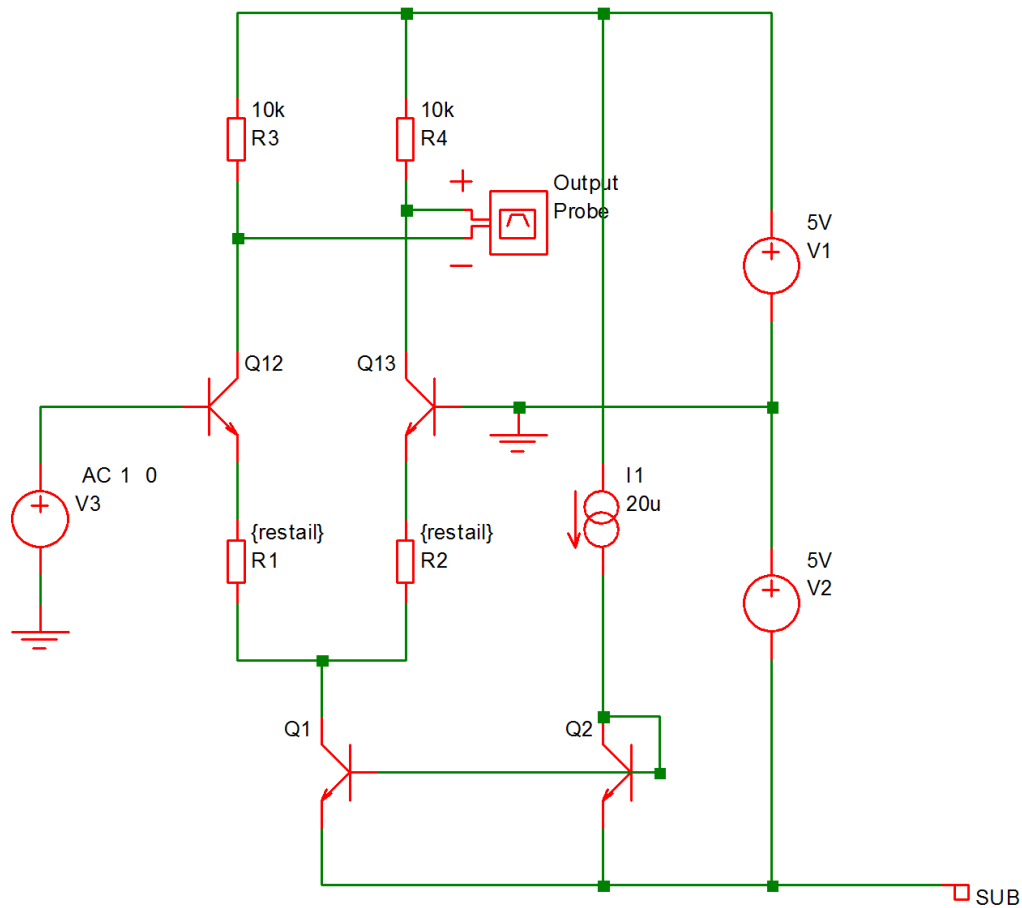 10k
R3
10k
R4
+
Output
Probe
−
5V
V1
Q12
Q13
AC 1 0
V3
{restail}
R1
{restail}
R2
I1
20u
5V
V2
Q1
Q2
SUB